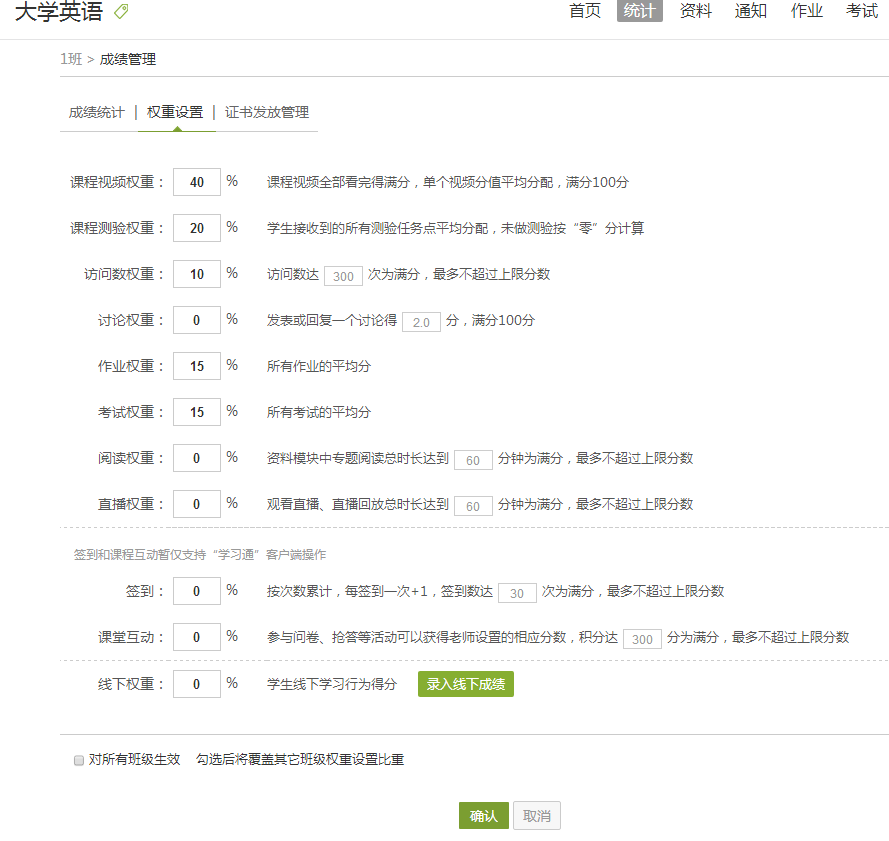 大学英语
首页 统计 资料 通知 作业 考试
1班 > 成绩管理
成绩统计 权重设置 证书发放管理
课程视频权重： 40 % 课程视频全部看完得满分，单个视频分值平均分配，满分100分
课程测验权重： 20 % 学生接收到的所有测验任务点平均分配，未做测验按“零”分计算
访问数权重： 10 % 访问数达 300 次为满分，最多不超过上限分数
讨论权重： 0 % 发表或回复一个讨论得 2.0 分，满分100分
作业权重： 15 % 所有作业的平均分
考试权重： 15 % 所有考试的平均分
阅读权重： 0 % 资料模块中专题阅读总时长达到 60 分钟为满分，最多不超过上限分数
直播权重： 0 % 观看直播、直播回放总时长达到 60 分钟为满分，最多不超过上限分数
签到和课程互动暂仅支持“学习通”客户端操作
签到： 0 % 按次数累计，每签到一次+1，签到数达 30 次为满分，最多不超过上限分数
课堂互动： 0 % 参与问卷、抢答等活动可以获得老师设置的相应分数，积分达 300 分为满分，最多不超过上限分数
线下权重： 0 % 学生线下学习行为得分 录入线下成绩
对所有班级生效 勾选后将覆盖其它班级权重设置比重
确认 取消